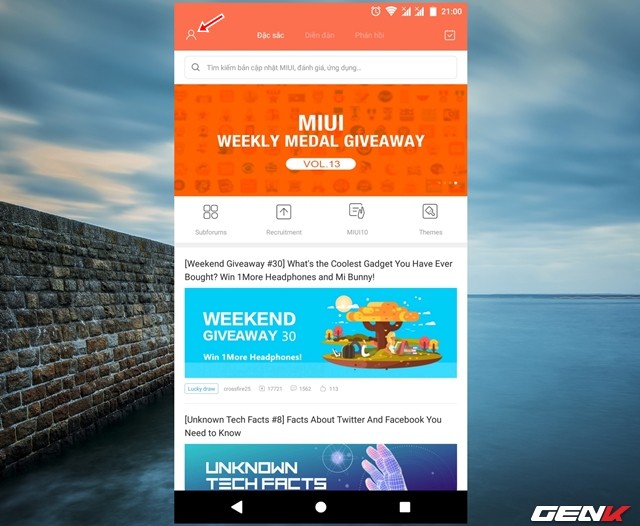 21:00
Đặc sắc Diễn đàn Phản hồi
Tìm kiếm bản cập nhật MIUI, đánh giá, ứng dụng...
MIUI
WEEKLY MEDAL GIVEAWAY
VOL.13
Subforums Recruitment MIUI10 Themes
[Weekend Giveaway #30] What's the Coolest Gadget You Have Ever
Bought? Win 1More Headphones and Mi Bunny!
WEEKEND
GIVEAWAY 30
Win 1More Headphones!
Lucky draw 17721 1562 113
[Unknown Tech Facts #8] Facts About Twitter And Facebook You
Need to Know
UNKNOWN
TECH FACTS
GENK